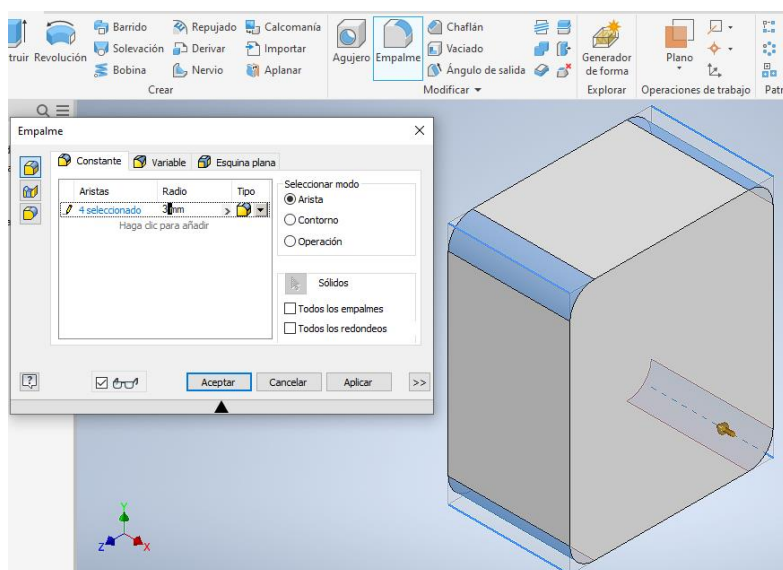 Barrido Repujado Calcomanía Chaflán
truir Revolución Solevación Derivar Importar Agujero Empalme Vaciado Generador de forma Plano
Bobina Nervio Aplanar Ángulo de salida
Crear Modificar Explorar Operaciones de trabajo Patr
Empalme
Constante Variable Esquina plana
Aristas Radio Tipo Seleccionar modo
4 seleccionado 3 mm Arista
Haga clic para añadir Contorno
Operación
Sólidos
Todos los empalmes
Todos los redondeos
? Aceptar Cancelar Aplicar >>
Y
Z X